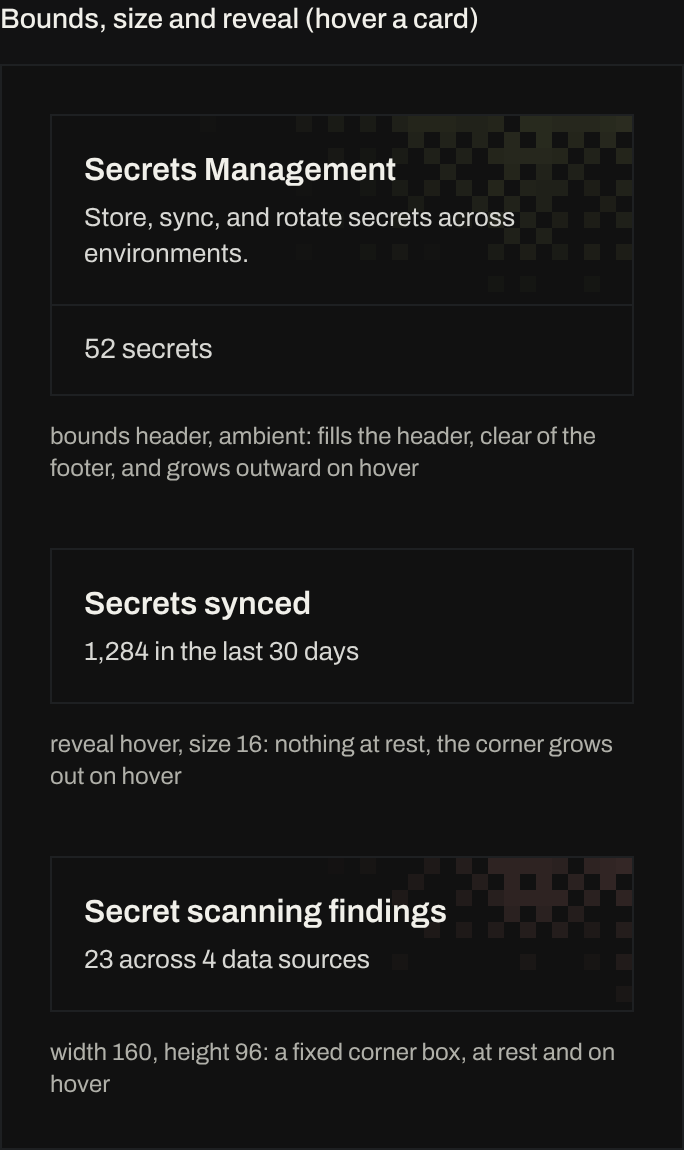 Bounds, size and reveal (hover a card)
Secrets Management
Store, sync, and rotate secrets across
environments.
52 secrets
bounds header, ambient: fills the header, clear of the
footer, and grows outward on hover
Secrets synced
1,284 in the last 30 days
reveal hover, size 16: nothing at rest, the corner grows
out on hover
Secret scanning findings
23 across 4 data sources
width 160, height 96: a fixed corner box, at rest and on
hover